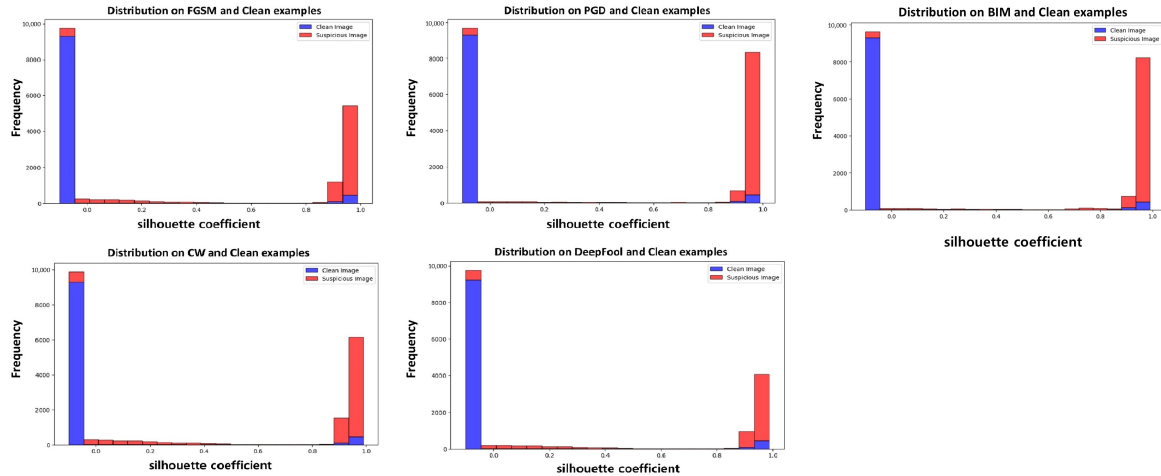 Distribution on FGSM and Clean examples
10,000
8000
6000
4000
2000
0
Frequency
Clean Image
Suspicious Image
0.0 0.2 0.4 0.6 0.8 1.0
silhouette coefficient
Distribution on PGD and Clean examples
10,000
8000
6000
4000
2000
0
Frequency
Clean Image
Suspicious Image
0.0 0.2 0.4 0.6 0.8 1.0
silhouette coefficient
Distribution on BIM and Clean examples
10,000
8000
6000
4000
2000
0
Frequency
Clean Image
Suspicious Image
0.0 0.2 0.4 0.6 0.8 1.0
silhouette coefficient
Distribution on CW and Clean examples
10,000
8000
6000
4000
2000
0
Frequency
Clean Image
Suspicious Image
0.0 0.2 0.4 0.6 0.8 1.0
silhouette coefficient
Distribution on DeepFool and Clean examples
10,000
8000
6000
4000
2000
0
Frequency
Clean Image
Suspicious Image
0.0 0.2 0.4 0.6 0.8 1.0
silhouette coefficient